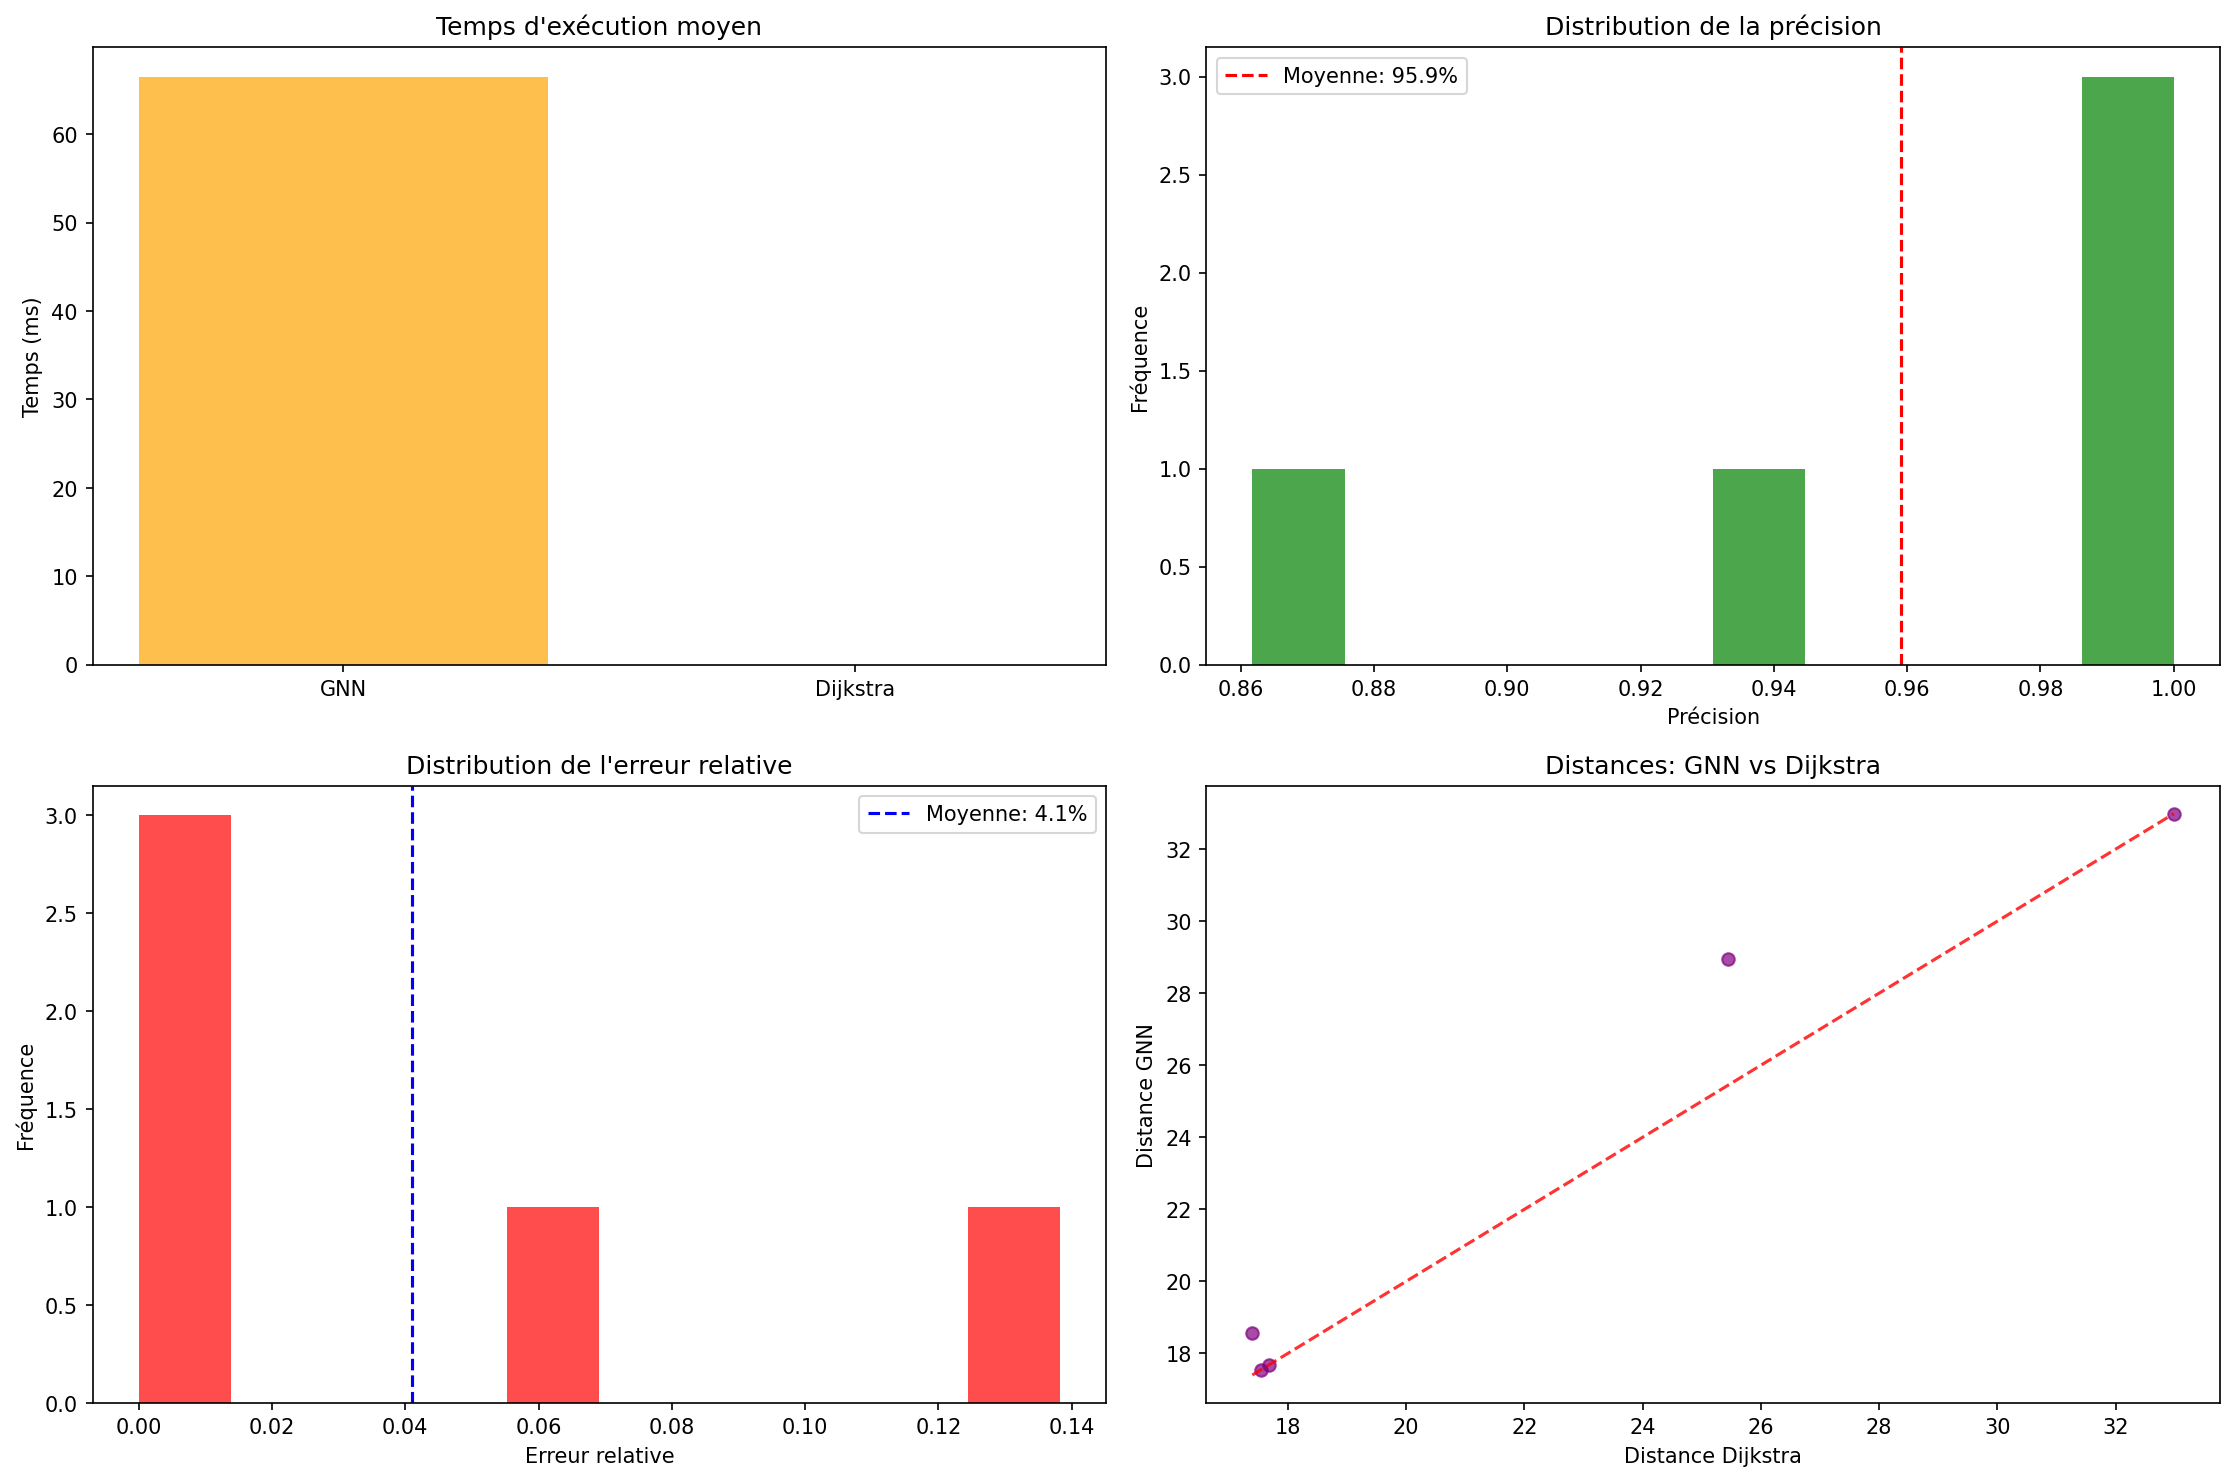 Temps d'exécution moyen
Temps (ms)
60
50
40
30
20
10
0
GNN Dijkstra
Distribution de la précision
Moyenne: 95.9%
Fréquence
3.0
2.5
2.0
1.5
1.0
0.5
0.0
0.86 0.88 0.90 0.92 0.94 0.96 0.98 1.00
Précision
Distribution de l'erreur relative
Moyenne: 4.1%
Fréquence
3.0
2.5
2.0
1.5
1.0
0.5
0.0
0.00 0.02 0.04 0.06 0.08 0.10 0.12 0.14
Erreur relative
Distances: GNN vs Dijkstra
Distance GNN
32
30
28
26
24
22
20
18
18 20 22 24 26 28 30 32
Distance Dijkstra